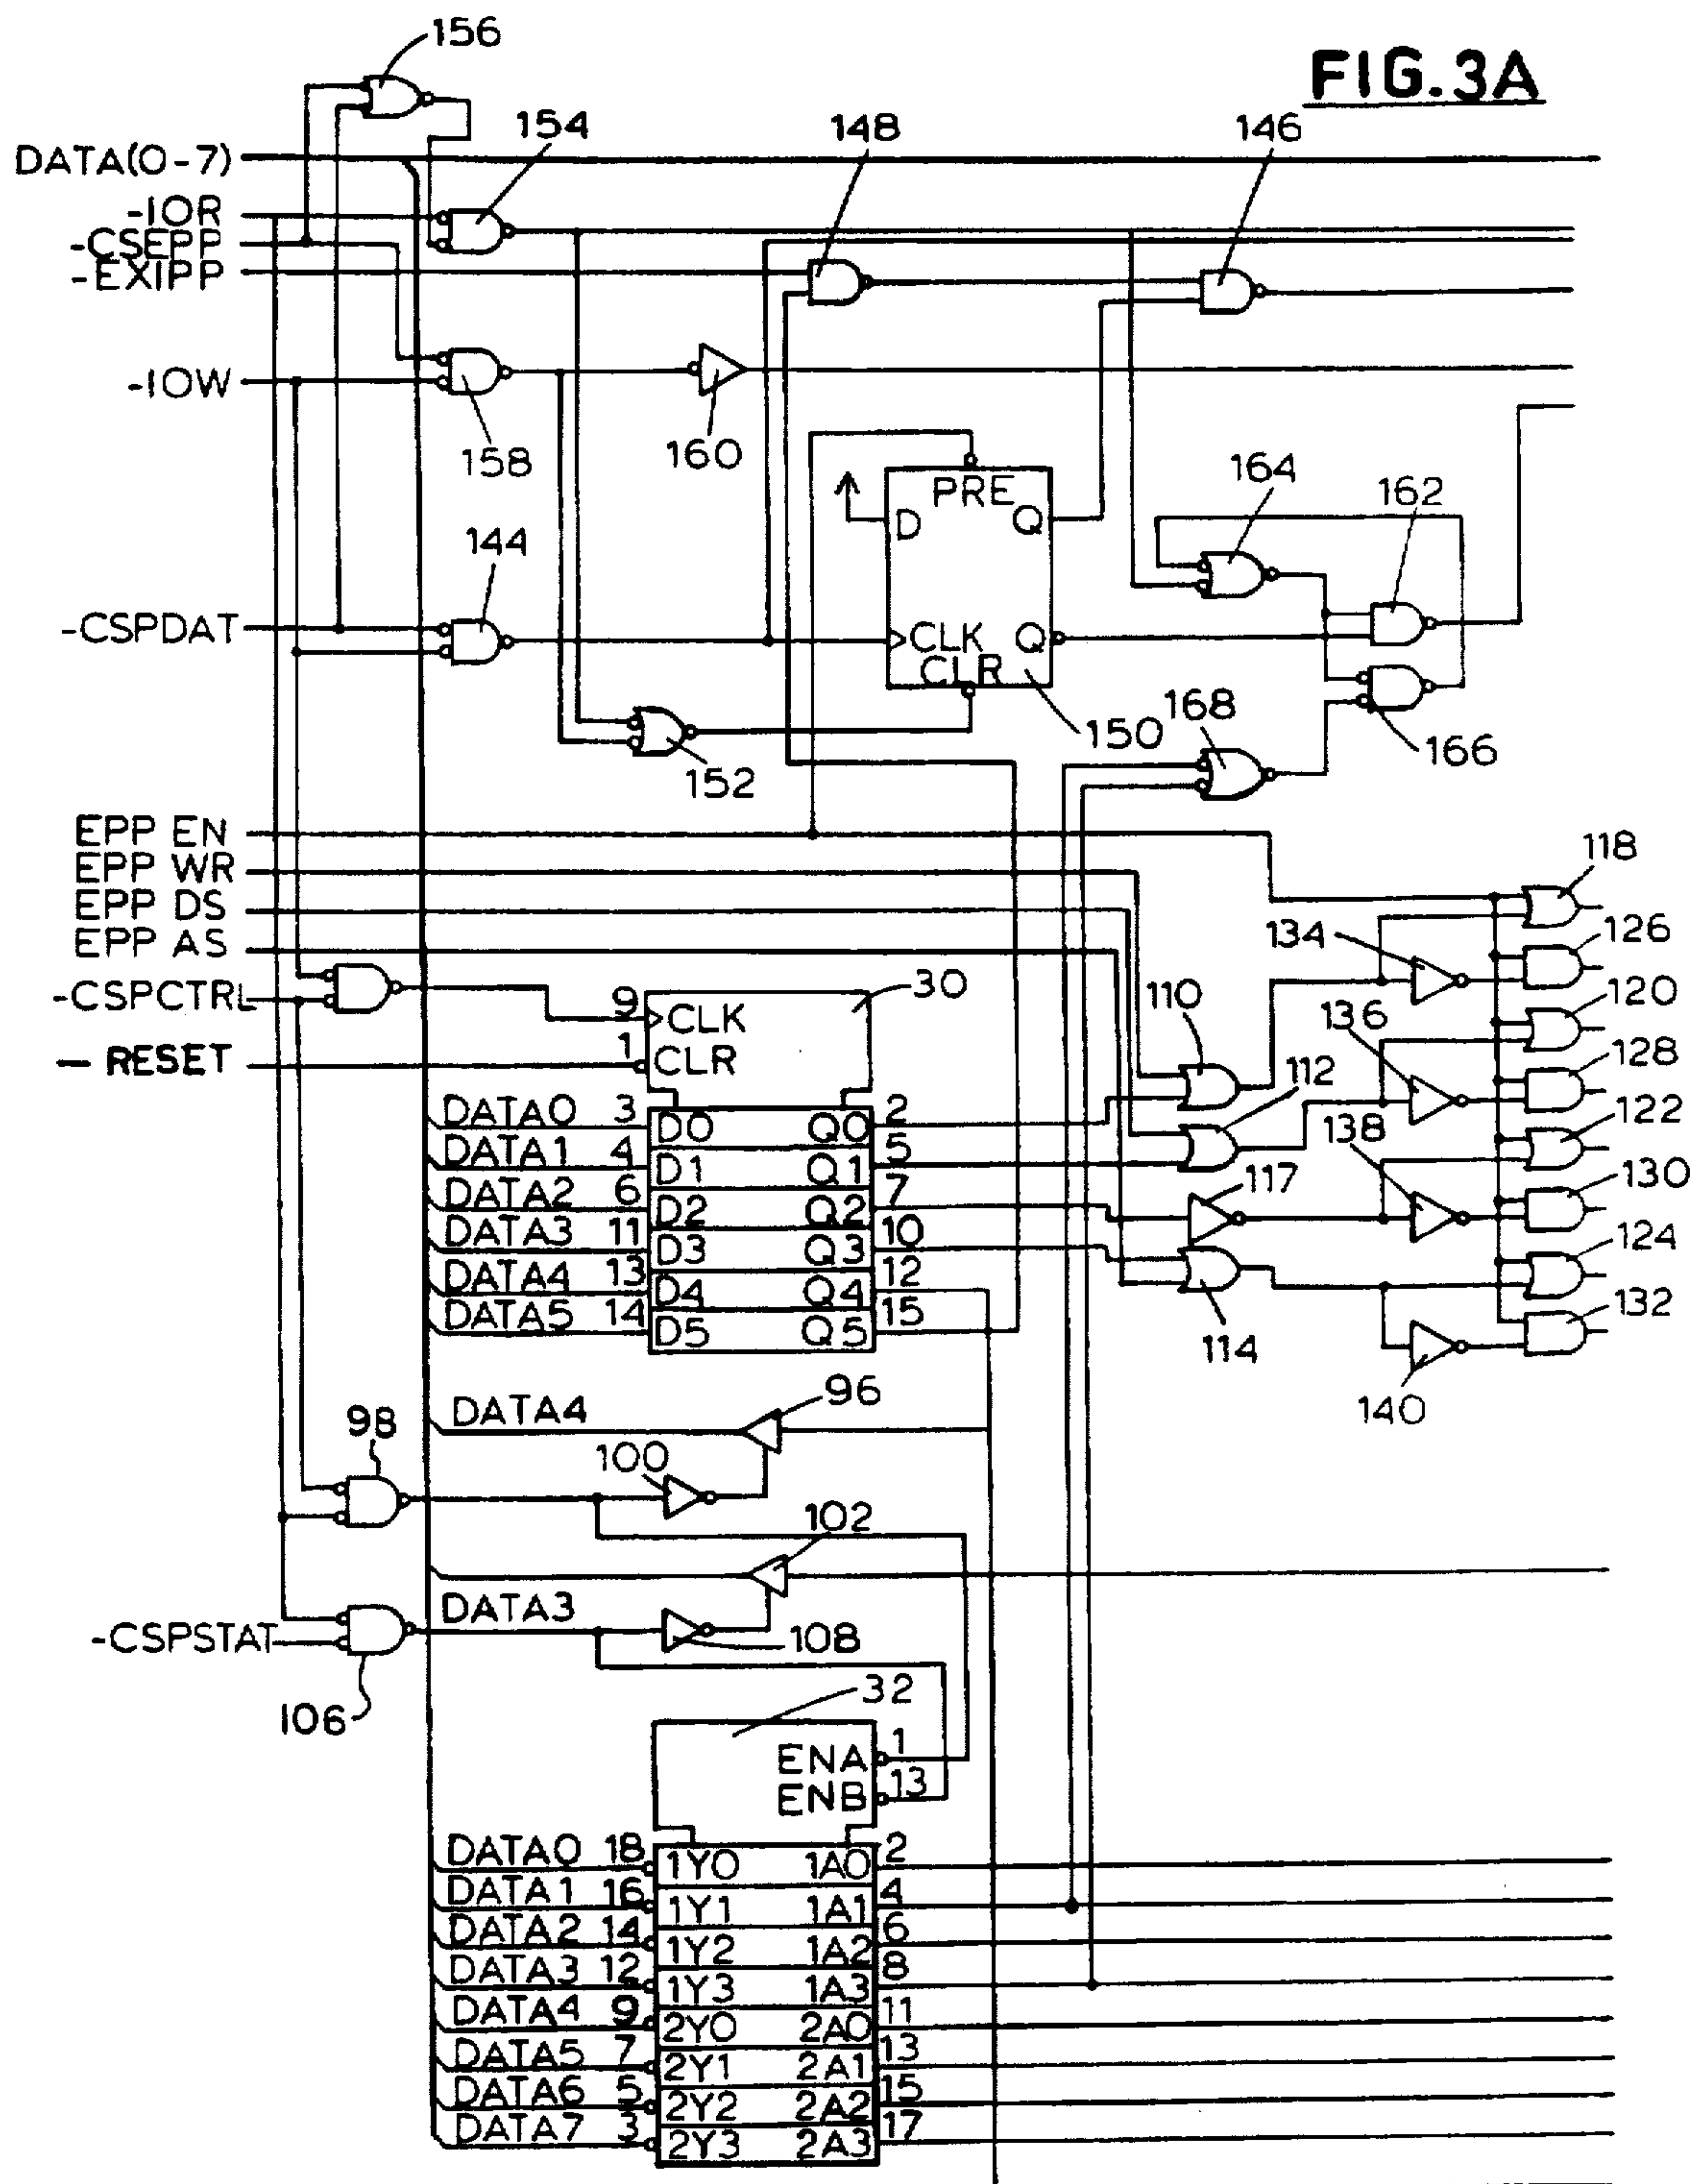 FIG.3A
156
154
148
146
DATA(0-7)
-IOR
-CSEPP
-EXIPP
-IOW
158
160
164
162
144
PRE
D
Q
-CSPDAT
CLK
Q
CLR
168
150
166
152
EPP EN
EPP WR
EPP DS
EPP AS
118
126
134
-CSPCTRL
30
110
120
9
CLK
136
128
— RESET
1
CLR
112
122
DATA0 3 D0 Q0 2
DATA1 4 D1 Q1 5
138
130
DATA2 6 D2 Q2 7
117
DATA3 11 D3 Q3 10
124
DATA4 13 D4 Q4 12
DATA5 14 D5 Q5 15
132
114
140
DATA4
96
98
100
102
DATA3
-CSPSTAT
108
106
32
ENA 1
ENB 13
DATA0 18 1Y0 1A0 2
DATA1 16 1Y1 1A1 4
DATA2 14 1Y2 1A2 6
DATA3 12 1Y3 1A3 8
DATA4 9 2Y0 2A0 11
DATA5 7 2Y1 2A1 13
DATA6 5 2Y2 2A2 15
DATA7 3 2Y3 2A3 17